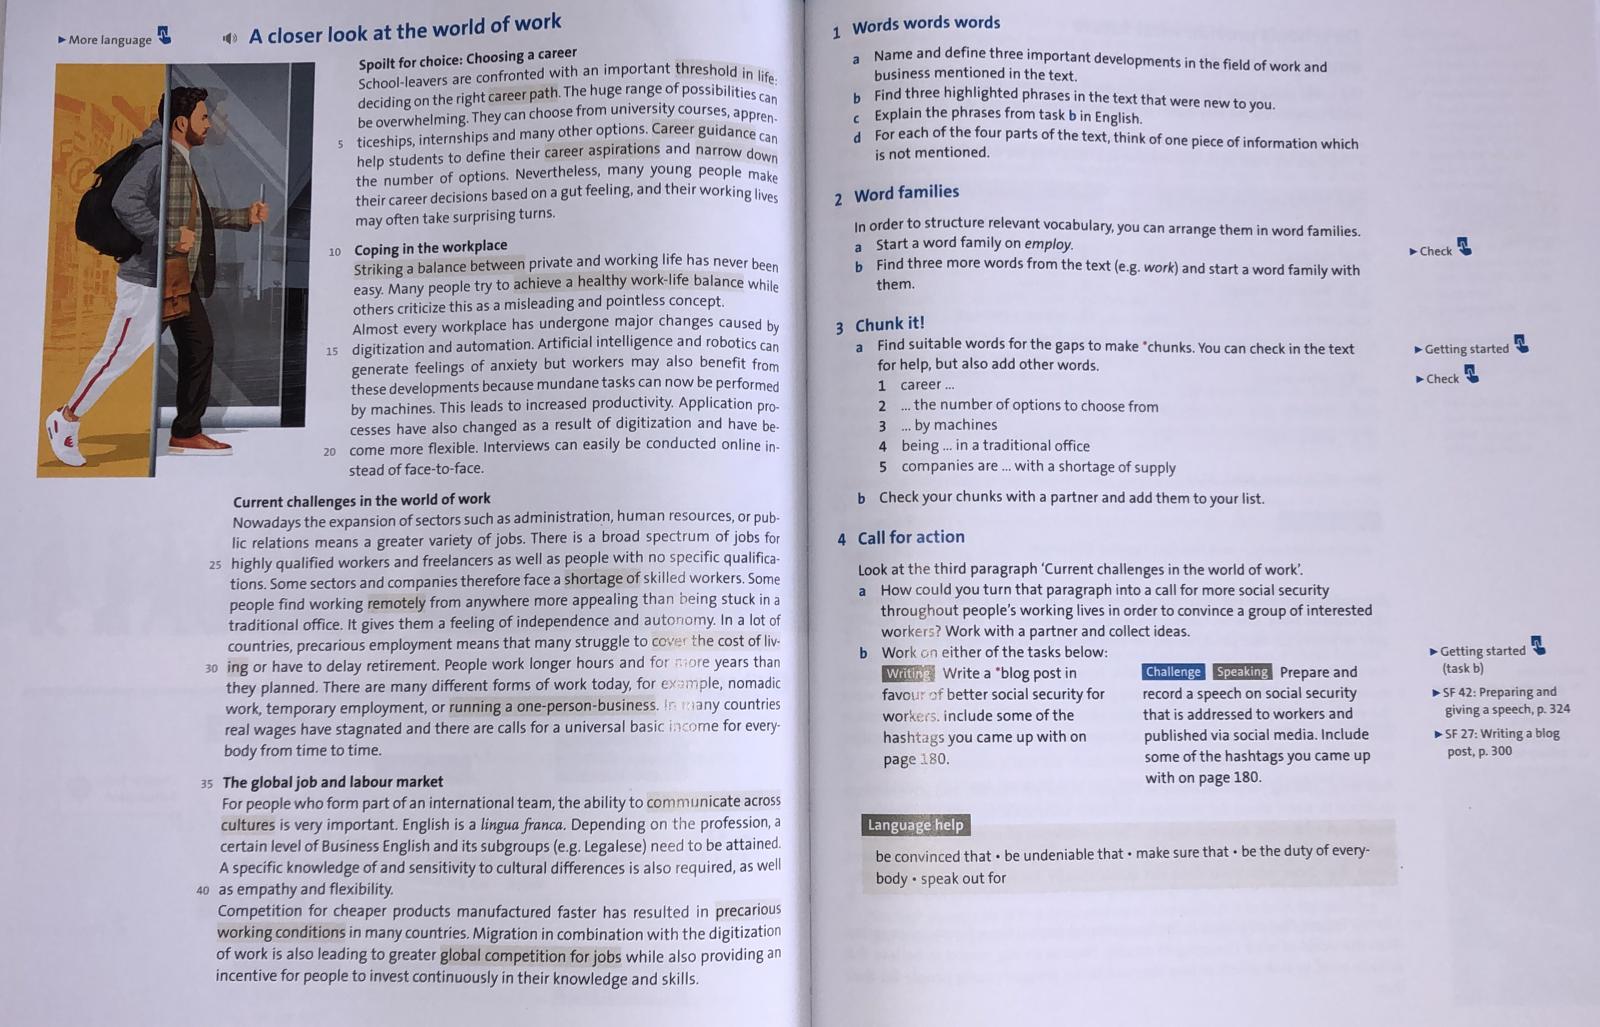 ▸ More language
A closer look at the world of work
Spoilt for choice: Choosing a career
School-leavers are confronted with an important threshold in life:
deciding on the right career path. The huge range of possibilities can
be overwhelming. They can choose from university courses, appren-
5 ticeships, internships and many other options. Career guidance can
help students to define their career aspirations and narrow down
the number of options. Nevertheless, many young people make
their career decisions based on a gut feeling, and their working lives
may often take surprising turns.
10 Coping in the workplace
Striking a balance between private and working life has never been
easy. Many people try to achieve a healthy work-life balance while
others criticize this as a misleading and pointless concept.
Almost every workplace has undergone major changes caused by
15 digitization and automation. Artificial intelligence and robotics can
generate feelings of anxiety but workers may also benefit from
these developments because mundane tasks can now be performed
by machines. This leads to increased productivity. Application pro-
cesses have also changed as a result of digitization and have be-
20 come more flexible. Interviews can easily be conducted online in-
stead of face-to-face.
Current challenges in the world of work
Nowadays the expansion of sectors such as administration, human resources, or pub-
lic relations means a greater variety of jobs. There is a broad spectrum of jobs for
25 highly qualified workers and freelancers as well as people with no specific qualifica-
tions. Some sectors and companies therefore face a shortage of skilled workers. Some
people find working remotely from anywhere more appealing than being stuck in a
traditional office. It gives them a feeling of independence and autonomy. In a lot of
countries, precarious employment means that many struggle to cover the cost of liv-
30 ing or have to delay retirement. People work longer hours and for more years than
they planned. There are many different forms of work today, for example, nomadic
work, temporary employment, or running a one-person-business. In many countries
real wages have stagnated and there are calls for a universal basic income for every-
body from time to time.
35 The global job and labour market
For people who form part of an international team, the ability to communicate across
cultures is very important. English is a lingua franca. Depending on the profession, a
certain level of Business English and its subgroups (e.g. Legalese) need to be attained.
A specific knowledge of and sensitivity to cultural differences is also required, as well
40 as empathy and flexibility.
Competition for cheaper products manufactured faster has resulted in precarious
working conditions in many countries. Migration in combination with the digitization
of work is also leading to greater global competition for jobs while also providing an
incentive for people to invest continuously in their knowledge and skills.
1 Words words words
a Name and define three important developments in the field of work and
business mentioned in the text.
b Find three highlighted phrases in the text that were new to you.
c Explain the phrases from task b in English.
d For each of the four parts of the text, think of one piece of information which
is not mentioned.
2 Word families
In order to structure relevant vocabulary, you can arrange them in word families.
a Start a word family on employ.
▸ Check
b Find three more words from the text (e.g. work) and start a word family with
them.
3 Chunk it!
a Find suitable words for the gaps to make *chunks. You can check in the text
▸ Getting started
for help, but also add other words.
▸ Check
1 career ...
2 ... the number of options to choose from
3 ... by machines
4 being ... in a traditional office
5 companies are ... with a shortage of supply
b Check your chunks with a partner and add them to your list.
4 Call for action
Look at the third paragraph ‘Current challenges in the world of work’.
a How could you turn that paragraph into a call for more social security
throughout people’s working lives in order to convince a group of interested
workers? Work with a partner and collect ideas.
b Work on either of the tasks below:
Writing Write a *blog post in
favour of better social security for
workers. include some of the
hashtags you came up with on
page 180.
Challenge Speaking Prepare and
record a speech on social security
that is addressed to workers and
published via social media. Include
some of the hashtags you came up
with on page 180.
▸ Getting started
(task b)
▸ SF 42: Preparing and
giving a speech, p. 324
▸ SF 27: Writing a blog
post, p. 300
Language help
be convinced that • be undeniable that • make sure that • be the duty of every-
body • speak out for